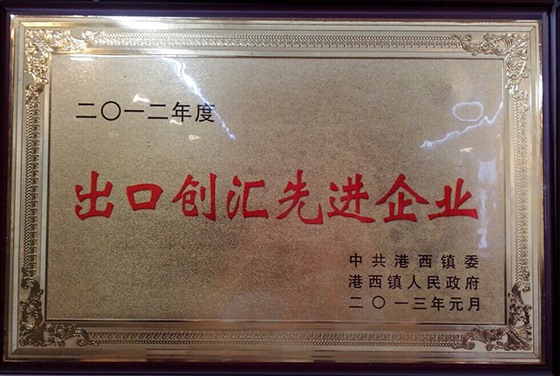 二〇一二年度
出口创汇先进企业
中共港西镇委
港西镇人民政府
二〇一三年元月